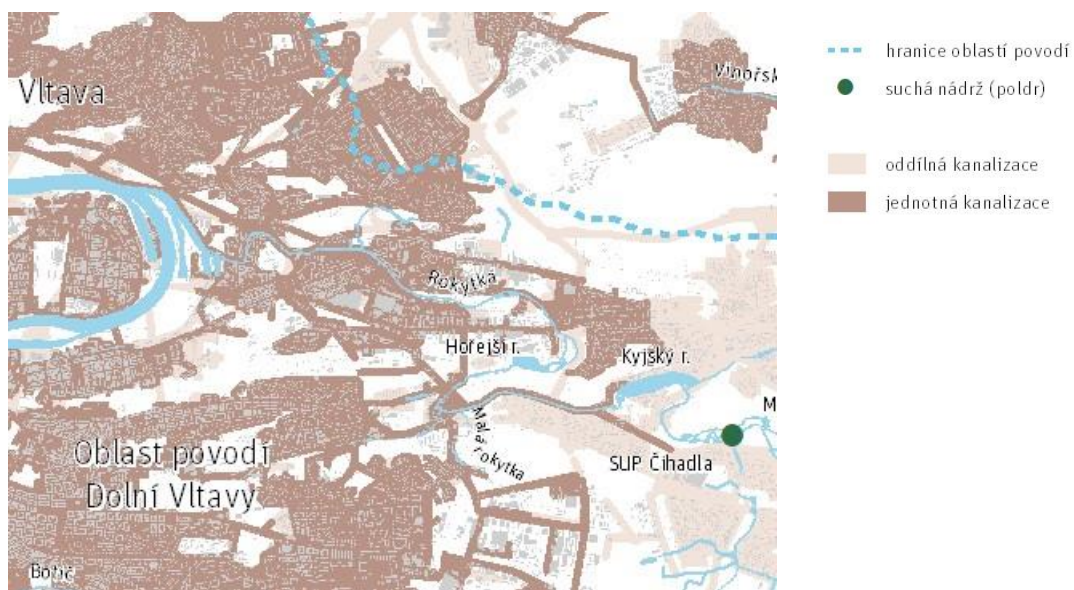 Vltava
Vinořsk
Rokytka
Hořejší r.
Kyjský r.
Malá rokytka
M
SUP Čihadla
Oblast povodí
Dolní Vltavy
Botič
hranice oblastí povodí
suchá nádrž (poldr)
oddílná kanalizace
jednotná kanalizace